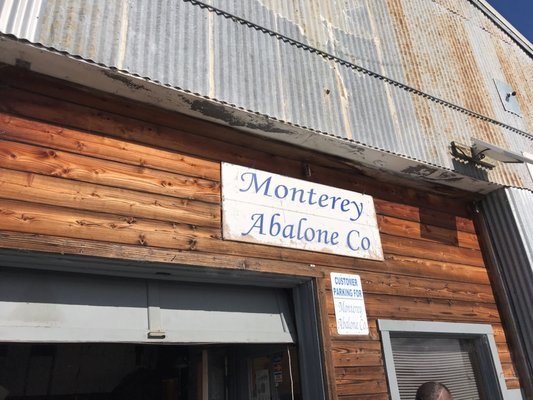 Monterey
Abalone Co
CUSTOMER
PARKING FOR
Monterey
Abalone Co